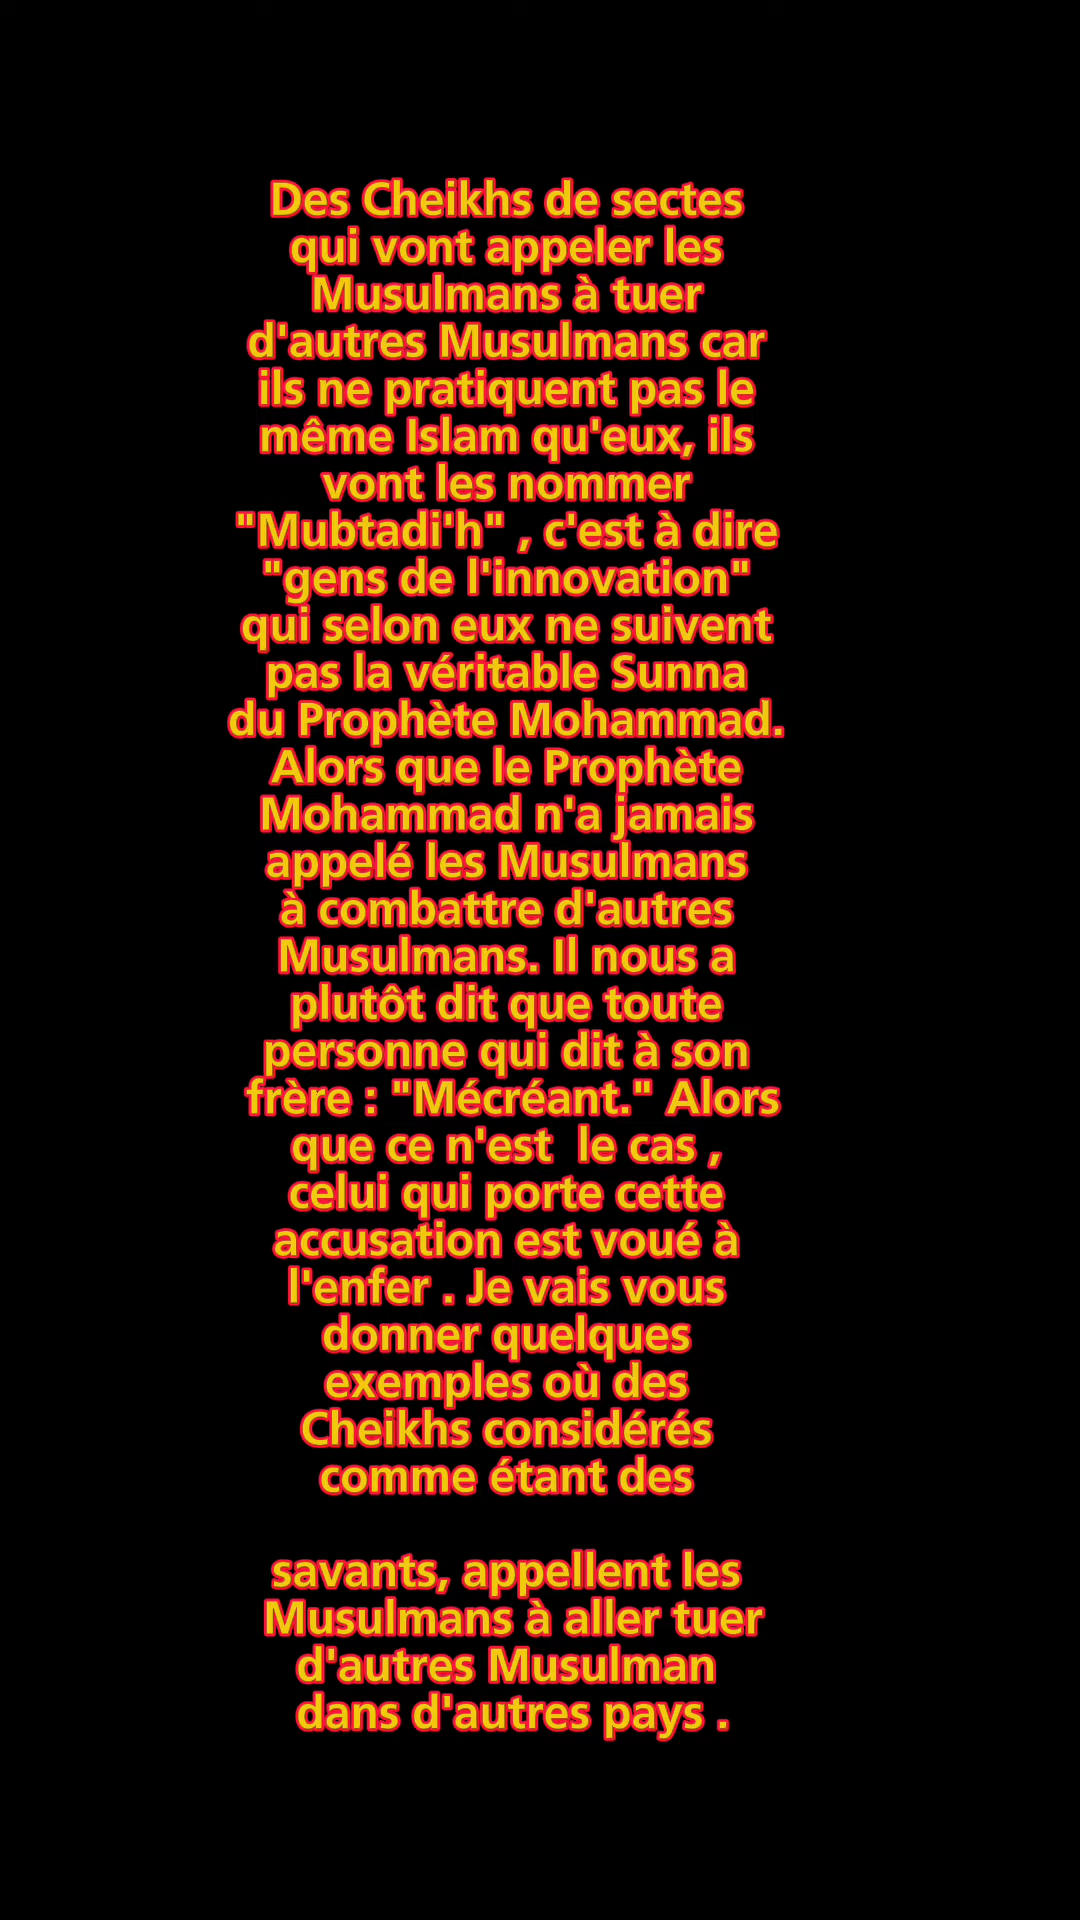 Des Cheikhs de sectes
qui vont appeler les
Musulmans à tuer
d'autres Musulmans car
ils ne pratiquent pas le
même Islam qu'eux, ils
vont les nommer
"Mubtadi'h" , c'est à dire
"gens de l'innovation"
qui selon eux ne suivent
pas la véritable Sunna
du Prophète Mohammad.
Alors que le Prophète
Mohammad n'a jamais
appelé les Musulmans
à combattre d'autres
Musulmans. Il nous a
plutôt dit que toute
personne qui dit à son
frère : "Mécréant." Alors
que ce n'est  le cas ,
celui qui porte cette
accusation est voué à
l'enfer . Je vais vous
donner quelques
exemples où des
Cheikhs considérés
comme étant des
savants, appellent les
Musulmans à aller tuer
d'autres Musulman
dans d'autres pays .